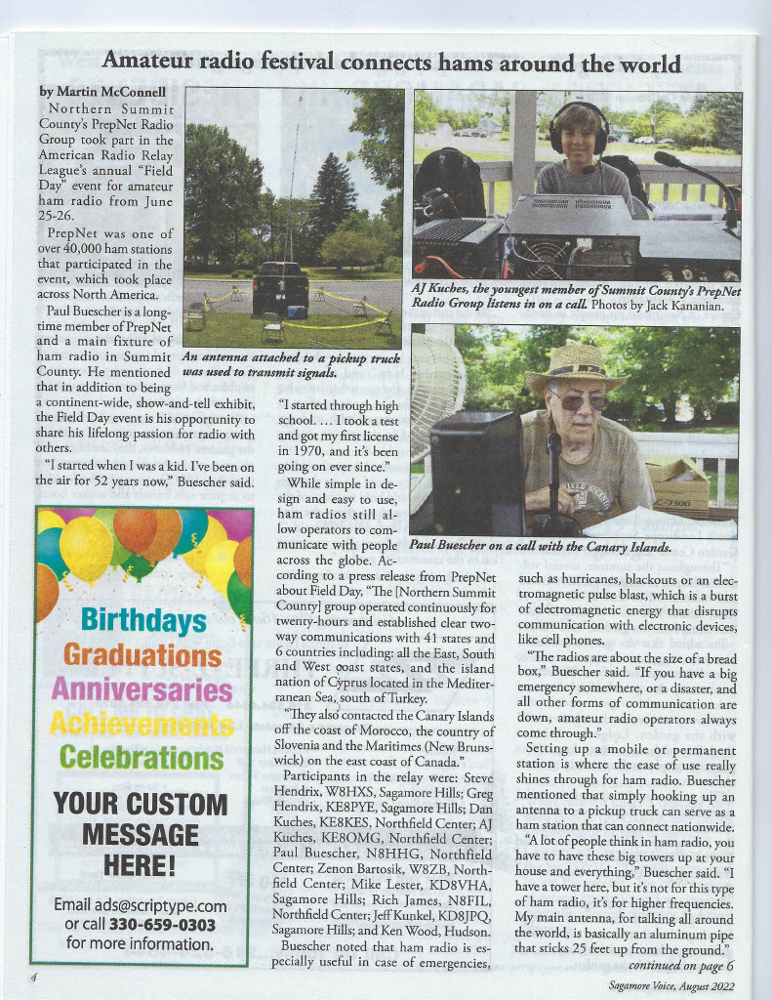 Amateur radio festival connects hams around the world
by Martin McConnell
Northern Summit
County's PrepNet Radio
Group took part in the
American Radio Relay
League's annual "Field
Day" event for amateur
ham radio from June
25-26.
PrepNet was one of
over 40,000 ham stations
that participated in the
event, which took place
across North America.
Paul Buescher is a long-
time member of PrepNet
and a main fixture of
ham radio in Summit
County. He mentioned
that in addition to being
a continent-wide, show-and-tell exhibit,
the Field Day event is his opportunity to
share his lifelong passion for radio with
others.
"I started when I was a kid. I've been on
the air for 52 years now," Buescher said.
An antenna attached to a pickup truck
was used to transmit signals.
AJ Kuches, the youngest member of Summit County's PrepNet
Radio Group listens in on a call. Photos by Jack Kananian.
C-7300
Paul Buescher on a call with the Canary Islands.
"I started through high
school. … I took a test
and got my first license
in 1970, and it's been
going on ever since."
While simple in de-
sign and easy to use,
ham radios still al-
low operators to com-
municate with people
across the globe. Ac-
cording to a press release from PrepNet
about Field Day, "The [Northern Summit
County] group operated continuously for
twenty-hours and established clear two-
way communications with 41 states and
6 countries including: all the East, South
and West coast states, and the island
nation of Cyprus located in the Mediter-
ranean Sea, south of Turkey.
"They also contacted the Canary Islands
off the coast of Morocco, the country of
Slovenia and the Maritimes (New Bruns-
wick) on the east coast of Canada."
Participants in the relay were: Steve
Hendrix, W8HXS, Sagamore Hills; Greg
Hendrix, KE8PYE, Sagamore Hills; Dan
Kuches, KE8KES, Northfield Center; AJ
Kuches, KE8OMG, Northfield Center;
Paul Buescher, N8HHG, Northfield
Center; Zenon Bartosik, W8ZB, North-
field Center; Mike Lester, KD8VHA,
Sagamore Hills; Rich James, N8FIL,
Northfield Center; Jeff Kunkel, KD8JPQ,
Sagamore Hills; and Ken Wood, Hudson.
Buescher noted that ham radio is es-
pecially useful in case of emergencies,
such as hurricanes, blackouts or an elec-
tromagnetic pulse blast, which is a burst
of electromagnetic energy that disrupts
communication with electronic devices,
like cell phones.
"The radios are about the size of a bread
box," Buescher said. "If you have a big
emergency somewhere, or a disaster, and
all other forms of communication are
down, amateur radio operators always
come through."
Setting up a mobile or permanent
station is where the ease of use really
shines through for ham radio. Buescher
mentioned that simply hooking up an
antenna to a pickup truck can serve as a
ham station that can connect nationwide.
"A lot of people think in ham radio, you
have to have these big towers up at your
house and everything," Buescher said. "I
have a tower here, but it's not for this type
of ham radio, it's for higher frequencies.
My main antenna, for talking all around
the world, is basically an aluminum pipe
that sticks 25 feet up from the ground."
continued on page 6
Birthdays
Graduations
Anniversaries
Achievements
Celebrations
YOUR CUSTOM
MESSAGE
HERE!
Email ads@scriptype.com
or call 330-659-0303
for more information.
4
Sagamore Voice, August 2022